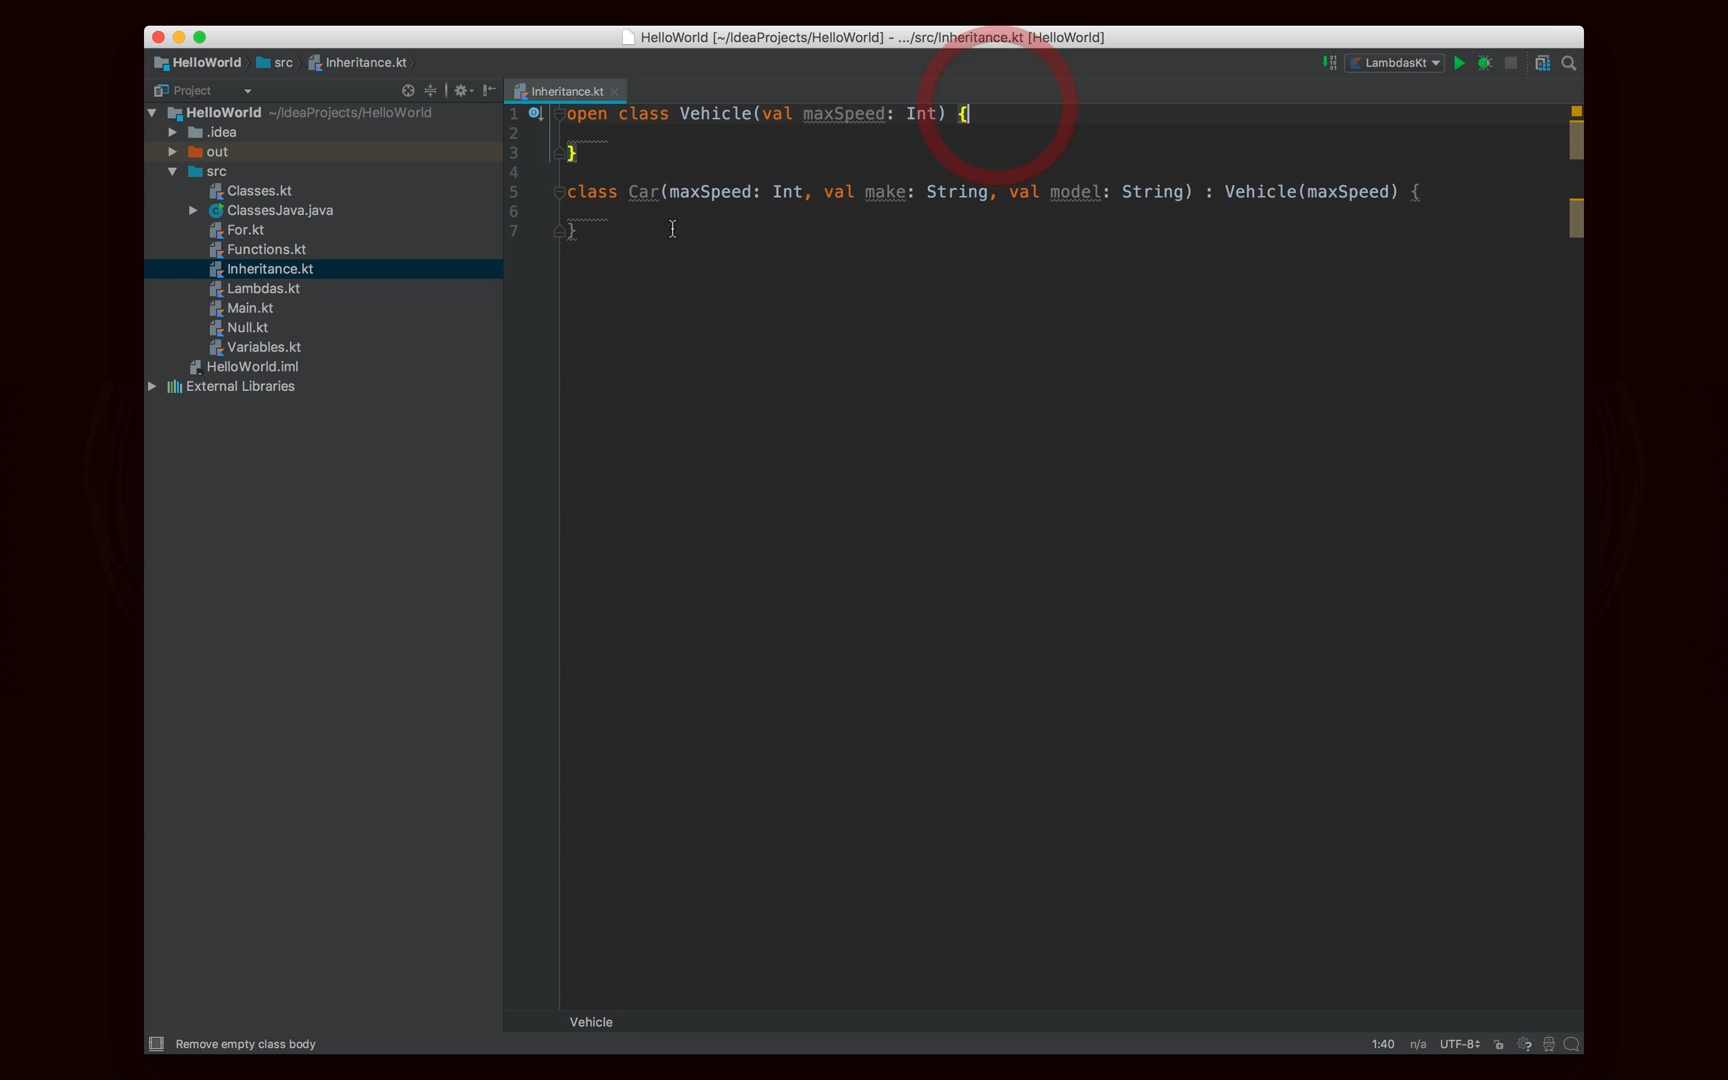 HelloWorld [~/IdeaProjects/HelloWorld] - .../src/Inheritance.kt [HelloWorld]
HelloWorld src Inheritance.kt LambdasKt
Project
Inheritance.kt
HelloWorld ~/IdeaProjects/HelloWorld
.idea
out
src
Classes.kt
ClassesJava.java
For.kt
Functions.kt
Inheritance.kt
Lambdas.kt
Main.kt
Null.kt
Variables.kt
HelloWorld.iml
External Libraries
1 open class Vehicle(val maxSpeed: Int) {
2
3 }
4
5 class Car(maxSpeed: Int, val make: String, val model: String) : Vehicle(maxSpeed) {
6
7 }
Vehicle
Remove empty class body 1:40 n/a UTF-8